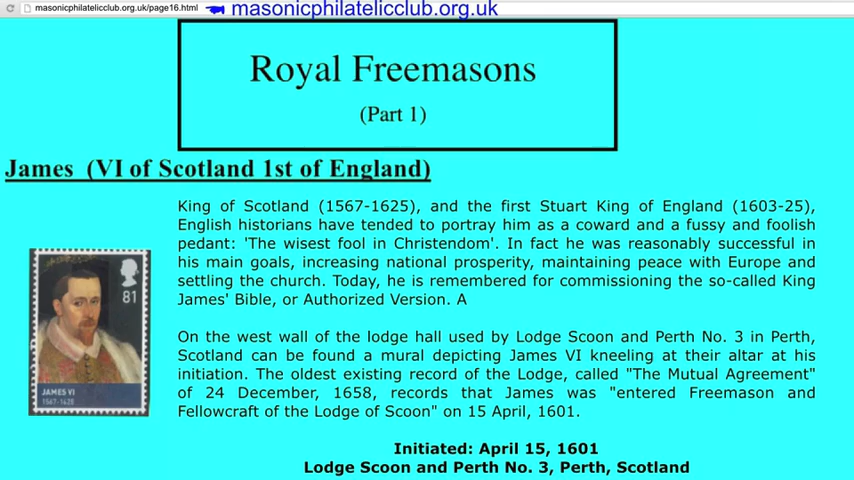 masonicphilatelicclub.org.uk/page16.html masonicphilatelicclub.org.uk
Royal Freemasons
(Part 1)
James (VI of Scotland 1st of England)
King of Scotland (1567-1625), and the first Stuart King of England (1603-25),
English historians have tended to portray him as a coward and a fussy and foolish
pedant: 'The wisest fool in Christendom'. In fact he was reasonably successful in
his main goals, increasing national prosperity, maintaining peace with Europe and
settling the church. Today, he is remembered for commissioning the so-called King
James' Bible, or Authorized Version. A
81
JAMES VI
1567-1625
On the west wall of the lodge hall used by Lodge Scoon and Perth No. 3 in Perth,
Scotland can be found a mural depicting James VI kneeling at their altar at his
initiation. The oldest existing record of the Lodge, called "The Mutual Agreement"
of 24 December, 1658, records that James was "entered Freemason and
Fellowcraft of the Lodge of Scoon" on 15 April, 1601.
Initiated: April 15, 1601
Lodge Scoon and Perth No. 3, Perth, Scotland